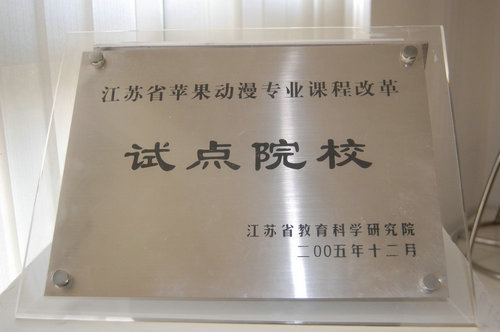 江苏省苹果动漫专业课程改革
试点院校
江苏省教育科学研究院
二00五年十二月